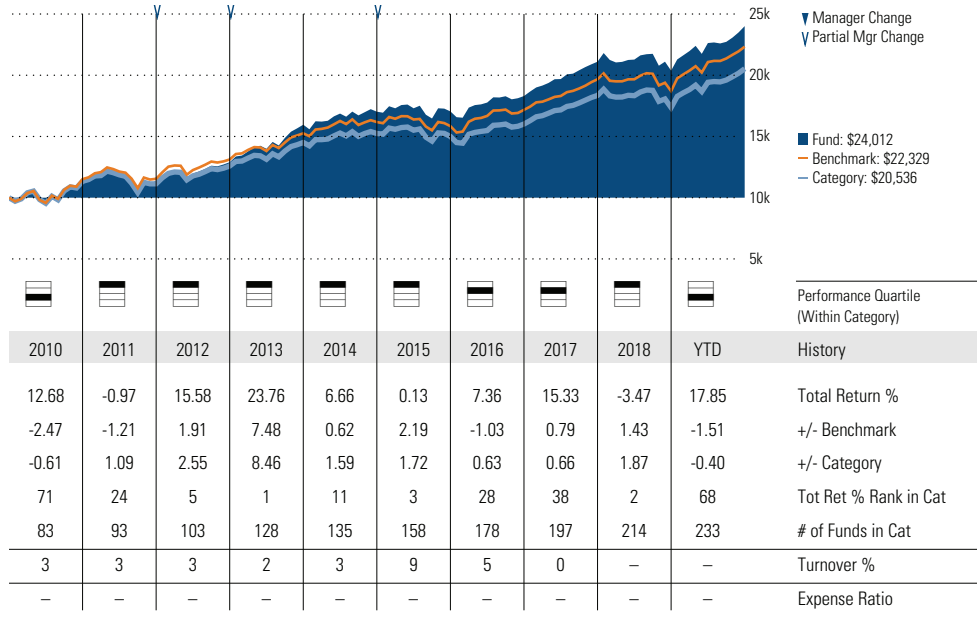 25k
Manager Change
Partial Mgr Change
20k
15k
Fund: $24,012
Benchmark: $22,329
Category: $20,536
10k
5k
Performance Quartile
(Within Category)
2010 2011 2012 2013 2014 2015 2016 2017 2018 YTD History
12.68 -0.97 15.58 23.76 6.66 0.13 7.36 15.33 -3.47 17.85 Total Return %
-2.47 -1.21 1.91 7.48 0.62 2.19 -1.03 0.79 1.43 -1.51 +/- Benchmark
-0.61 1.09 2.55 8.46 1.59 1.72 0.63 0.66 1.87 -0.40 +/- Category
71 24 5 1 11 3 28 38 2 68 Tot Ret % Rank in Cat
83 93 103 128 135 158 178 197 214 233 # of Funds in Cat
3 3 3 2 3 9 5 0 – – Turnover %
– – – – – – – – – – Expense Ratio